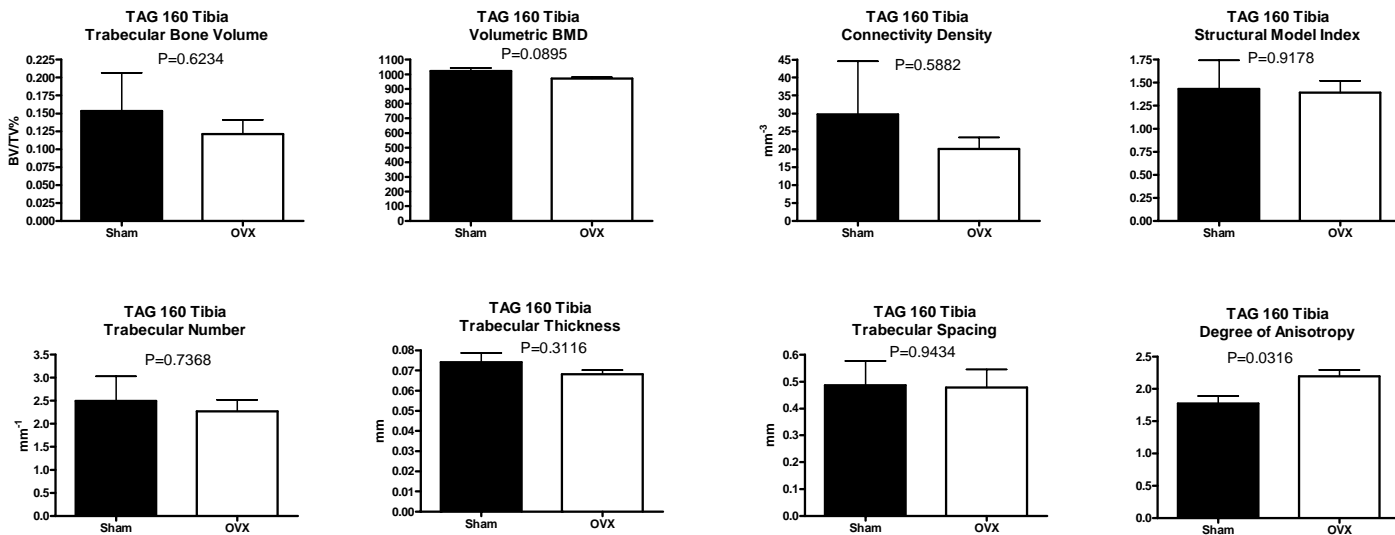 TAG 160 Tibia
Trabecular Bone Volume
P=0.6234
0.225
0.200
0.175
0.150
0.125
0.100
0.075
0.050
0.025
0.000
BV/TV%
Sham OVX
TAG 160 Tibia
Volumetric BMD
P=0.0895
1100
1000
900
800
700
600
500
400
300
200
100
0
Sham OVX
TAG 160 Tibia
Connectivity Density
P=0.5882
45
40
35
30
25
20
15
10
5
0
mm-3
Sham OVX
TAG 160 Tibia
Structural Model Index
P=0.9178
1.75
1.50
1.25
1.00
0.75
0.50
0.25
0.00
Sham OVX
TAG 160 Tibia
Trabecular Number
P=0.7368
3.5
3.0
2.5
2.0
1.5
1.0
0.5
0.0
mm-1
Sham OVX
TAG 160 Tibia
Trabecular Thickness
P=0.3116
0.08
0.07
0.06
0.05
0.04
0.03
0.02
0.01
0.00
mm
Sham OVX
TAG 160 Tibia
Trabecular Spacing
P=0.9434
0.6
0.5
0.4
0.3
0.2
0.1
0.0
mm
Sham OVX
TAG 160 Tibia
Degree of Anisotropy
P=0.0316
2.5
2.0
1.5
1.0
0.5
0.0
Sham OVX